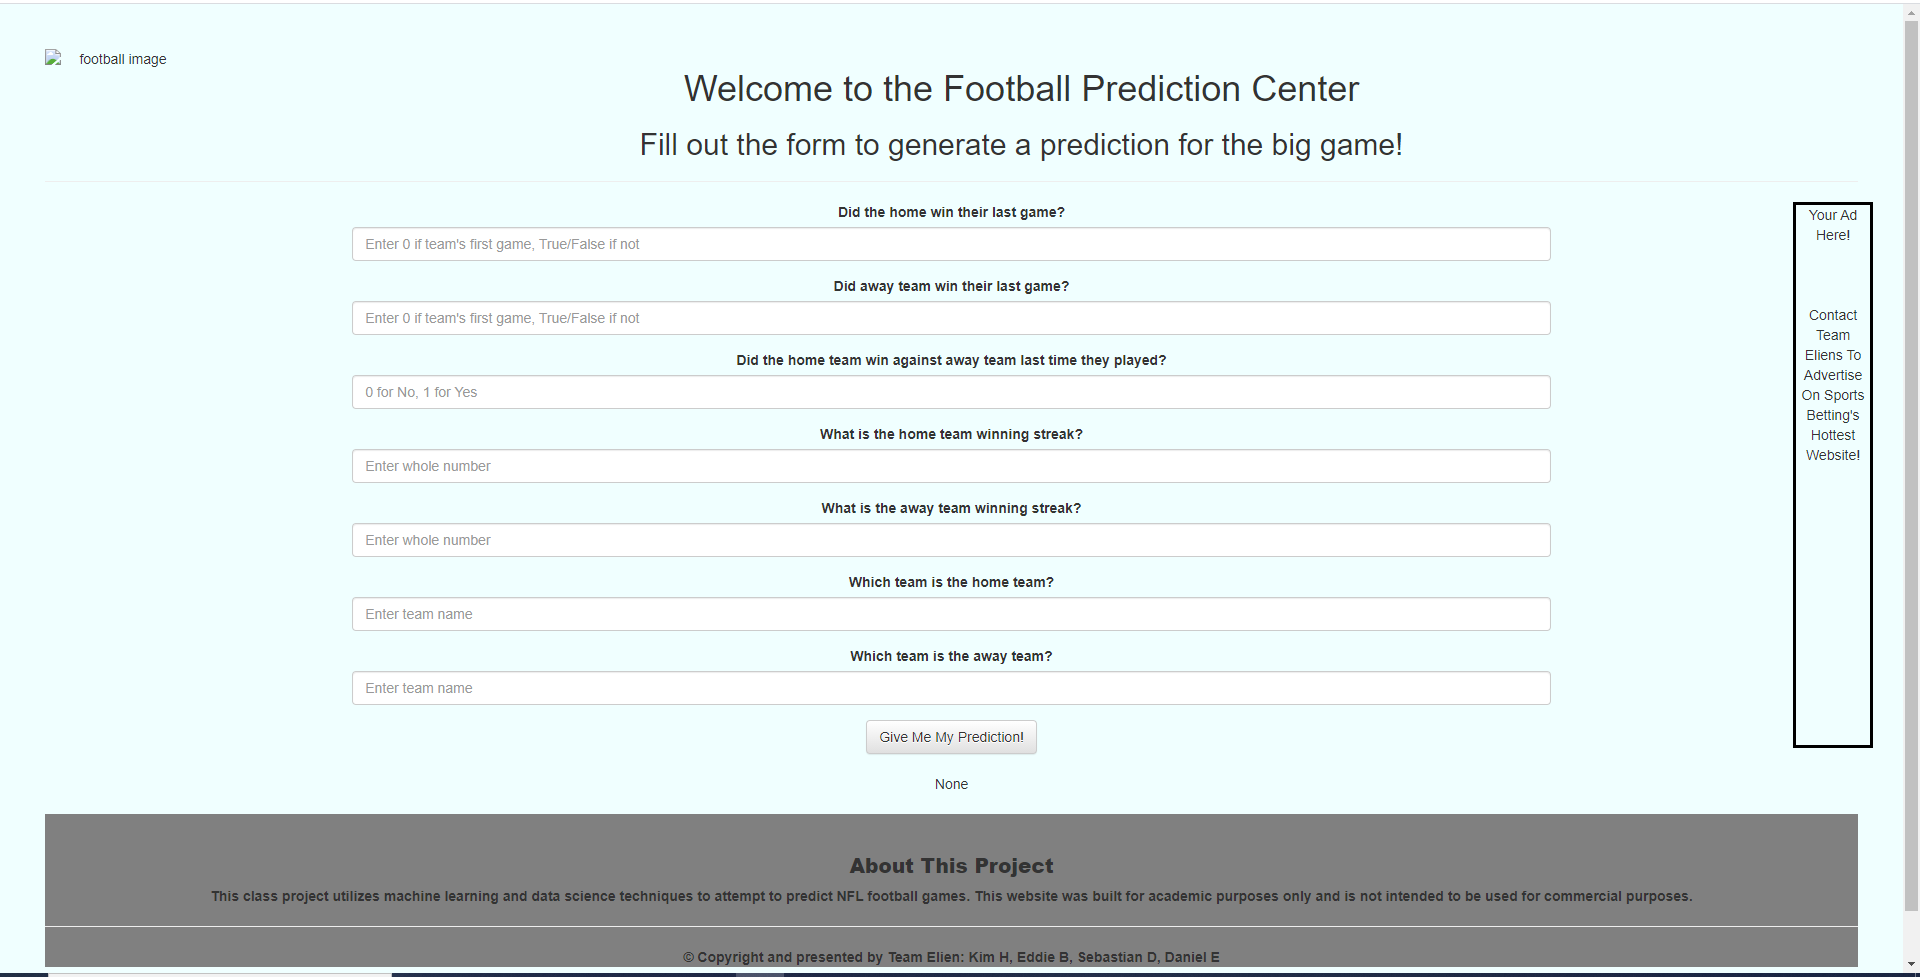 football image
Welcome to the Football Prediction Center
Fill out the form to generate a prediction for the big game!
Did the home win their last game?
Enter 0 if team's first game, True/False if not
Did away team win their last game?
Enter 0 if team's first game, True/False if not
Did the home team win against away team last time they played?
0 for No, 1 for Yes
What is the home team winning streak?
Enter whole number
What is the away team winning streak?
Enter whole number
Which team is the home team?
Enter team name
Which team is the away team?
Enter team name
Give Me My Prediction!
None
Your Ad
Here!
Contact
Team
Eliens To
Advertise
On Sports
Betting's
Hottest
Website!
About This Project
This class project utilizes machine learning and data science techniques to attempt to predict NFL football games. This website was built for academic purposes only and is not intended to be used for commercial purposes.
© Copyright and presented by Team Elien: Kim H, Eddie B, Sebastian D, Daniel E